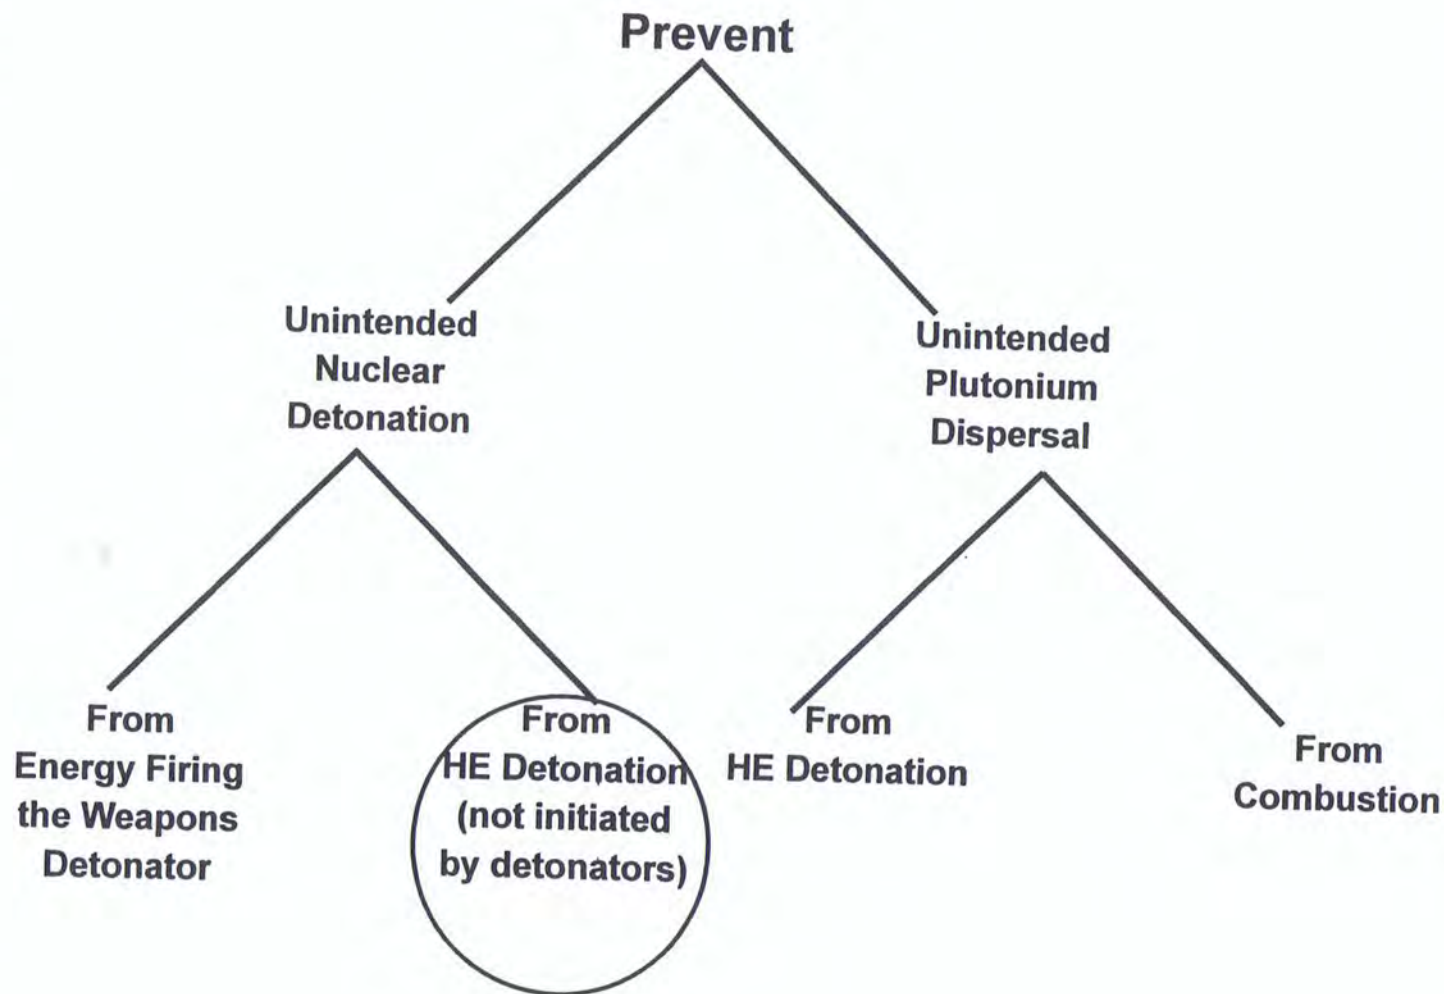 Prevent
Unintended
Nuclear
Detonation
Unintended
Plutonium
Dispersal
From
Energy Firing
the Weapons
Detonator
From
HE Detonation
(not initiated
by detonators)
From
HE Detonation
From
Combustion